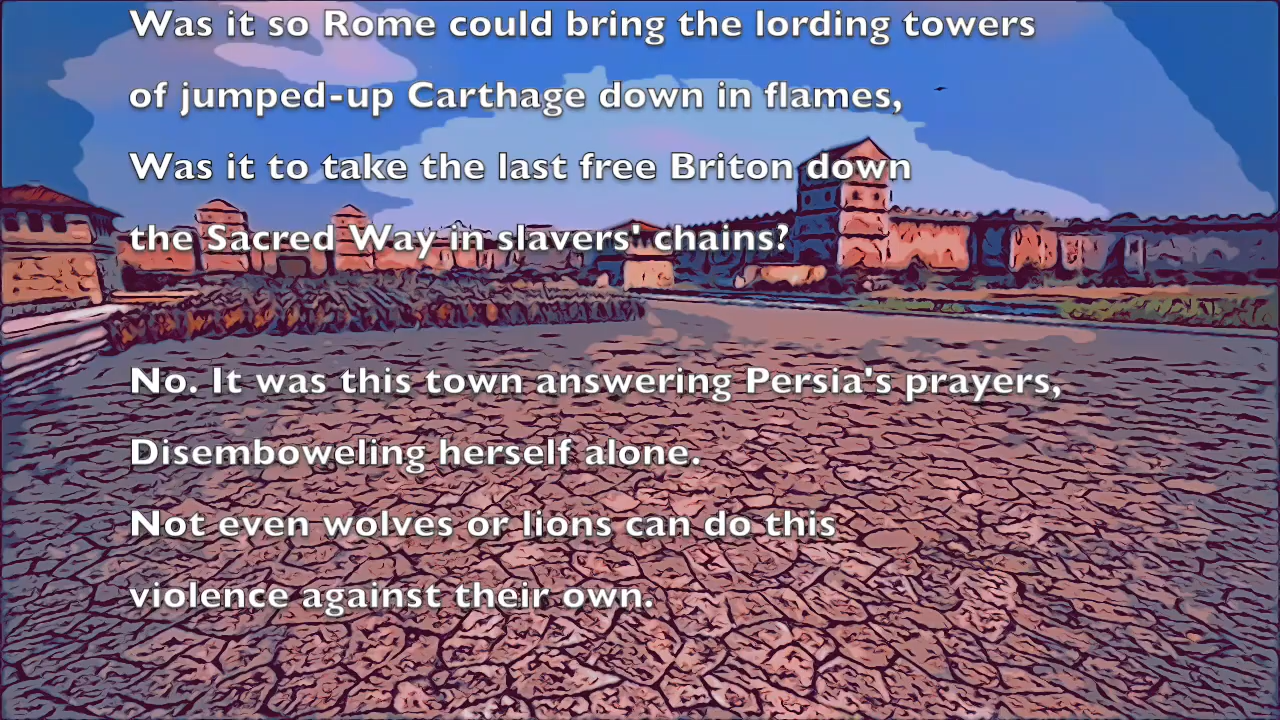 Was it so Rome could bring the lording towers
of jumped-up Carthage down in flames,
Was it to take the last free Briton down
the Sacred Way in slavers' chains?
No. It was this town answering Persia's prayers,
Disemboweling herself alone.
Not even wolves or lions can do this
violence against their own.